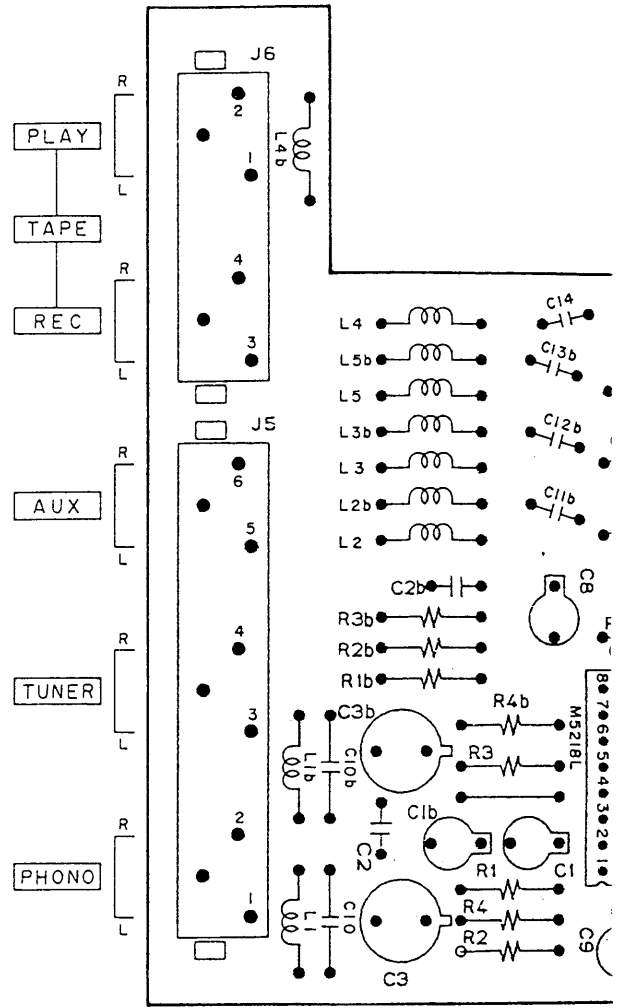 J6
R
2
PLAY
L4b
1
L
TAPE
R
4
REC
3
L
C14
L4
C13b
L5b
L5
J5
C12b
L3b
R
6
L3
AUX
C11b
L2b
5
L2
L
C8
C2b
R3b
R
4
R2b
R1b
8 7 6 5 4 3 2 1
M5218L
TUNER
R4b
C3b
3
L
L1b
C10b
R3
R
2
C1b
C2
R1
C1
PHONO
1
L
L1
C10
R4
R2
C9
C3